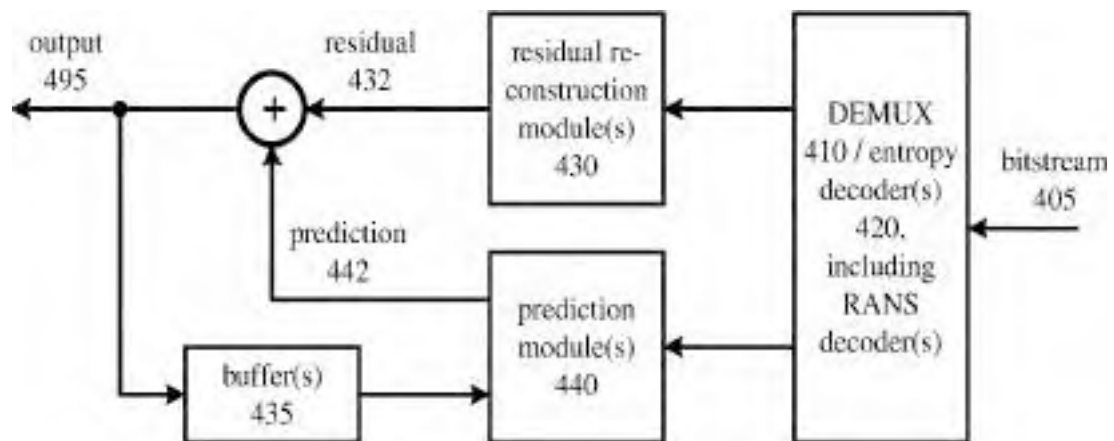 output
495
residual
432
residual re-
construction
module(s)
430
DEMUX
410 / entropy
decoder(s)
420,
including
RANS
decoder(s)
bitstream
405
+
prediction
442
prediction
module(s)
440
buffer(s)
435